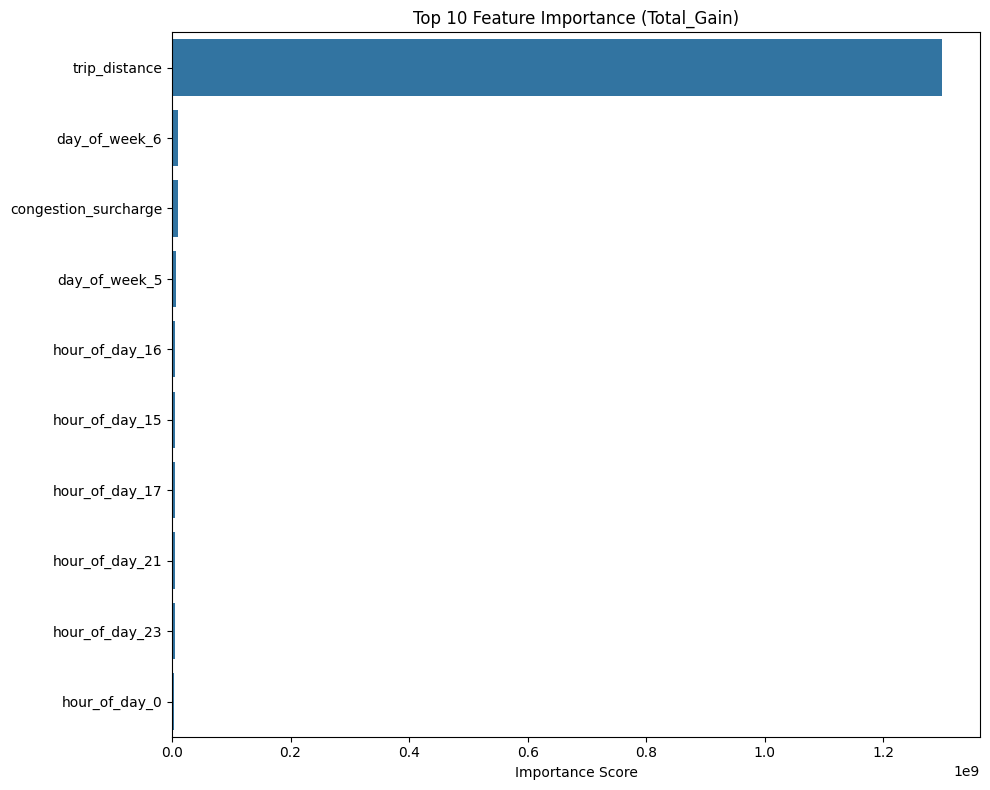 Top 10 Feature Importance (Total_Gain)
trip_distance
day_of_week_6
congestion_surcharge
day_of_week_5
hour_of_day_16
hour_of_day_15
hour_of_day_17
hour_of_day_21
hour_of_day_23
hour_of_day_0
0.0 0.2 0.4 0.6 0.8 1.0 1.2
1e9
Importance Score